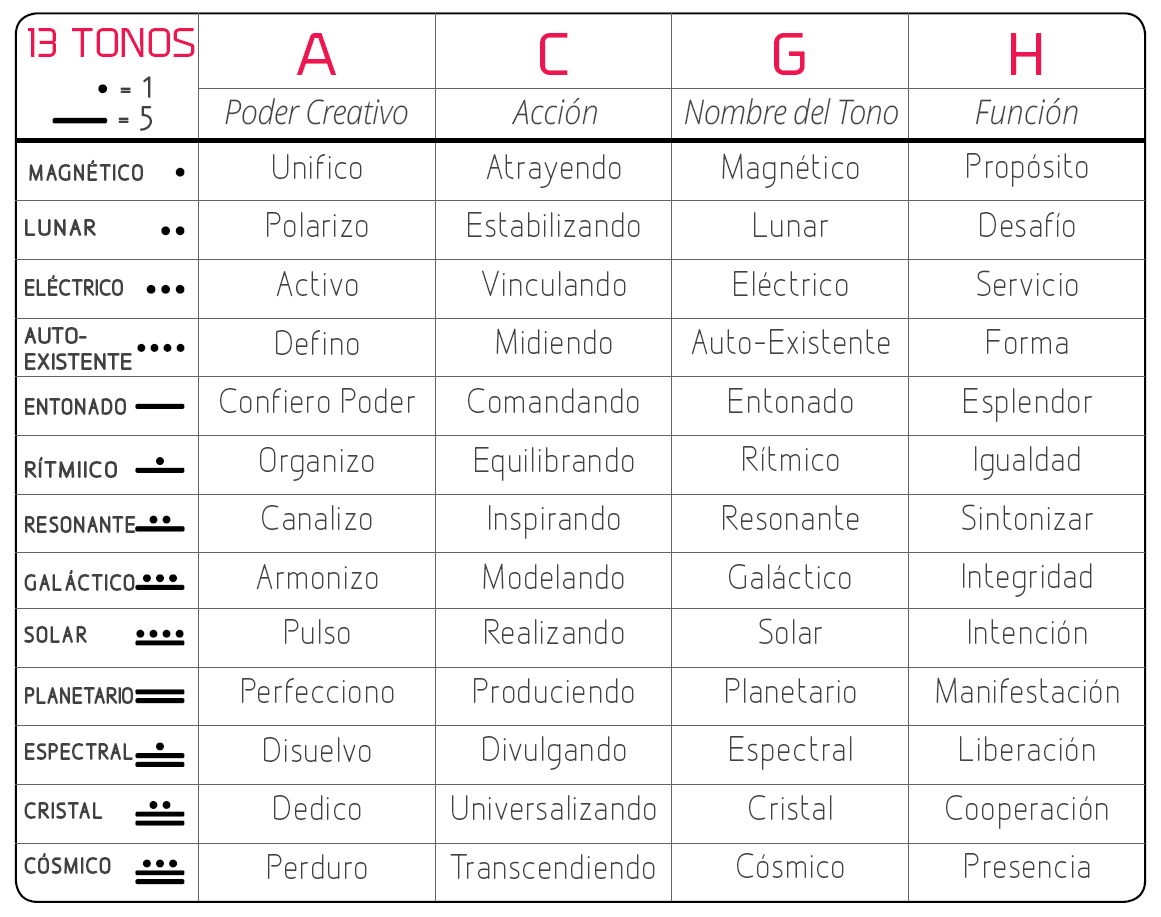 13 TONOS A C G H
• = 1
— = 5
Poder Creativo Acción Nombre del Tono Función
MAGNÉTICO • Unifico Atrayendo Magnético Propósito
LUNAR •• Polarizo Estabilizando Lunar Desafío
ELÉCTRICO ••• Activo Vinculando Eléctrico Servicio
AUTO-
EXISTENTE •••• Defino Midiendo Auto-Existente Forma
ENTONADO Confiero Poder Comandando Entonado Esplendor
RÍTMIICO Organizo Equilibrando Rítmico Igualdad
RESONANTE Canalizo Inspirando Resonante Sintonizar
GALÁCTICO Armonizo Modelando Galáctico Integridad
SOLAR Pulso Realizando Solar Intención
PLANETARIO Perfecciono Produciendo Planetario Manifestación
ESPECTRAL Disuelvo Divulgando Espectral Liberación
CRISTAL Dedico Universalizando Cristal Cooperación
CÓSMICO Perduro Transcendiendo Cósmico Presencia